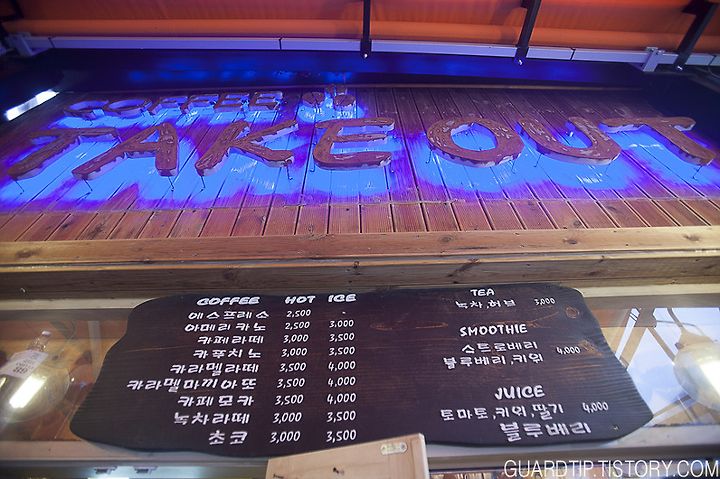 COFFEE
TAKE OUT
COFFEE HOT ICE
에스프레소 2,500 -
아메리카노 2,500 3,000
카페라떼 3,000 3,500
카푸치노 3,000 3,500
카라멜라떼 3,500 4,000
카라멜마끼아또 3,500 4,000
카페모카 3,500 4,000
녹차라떼 3,000 3,500
초코 3,000 3,500
TEA
녹차,허브 3,000
SMOOTHIE
스트로베리
블루베리,키위 4,000
JUICE
토마토,키위,딸기 4,000
블루베리
GUARDTIP.TISTORY.COM